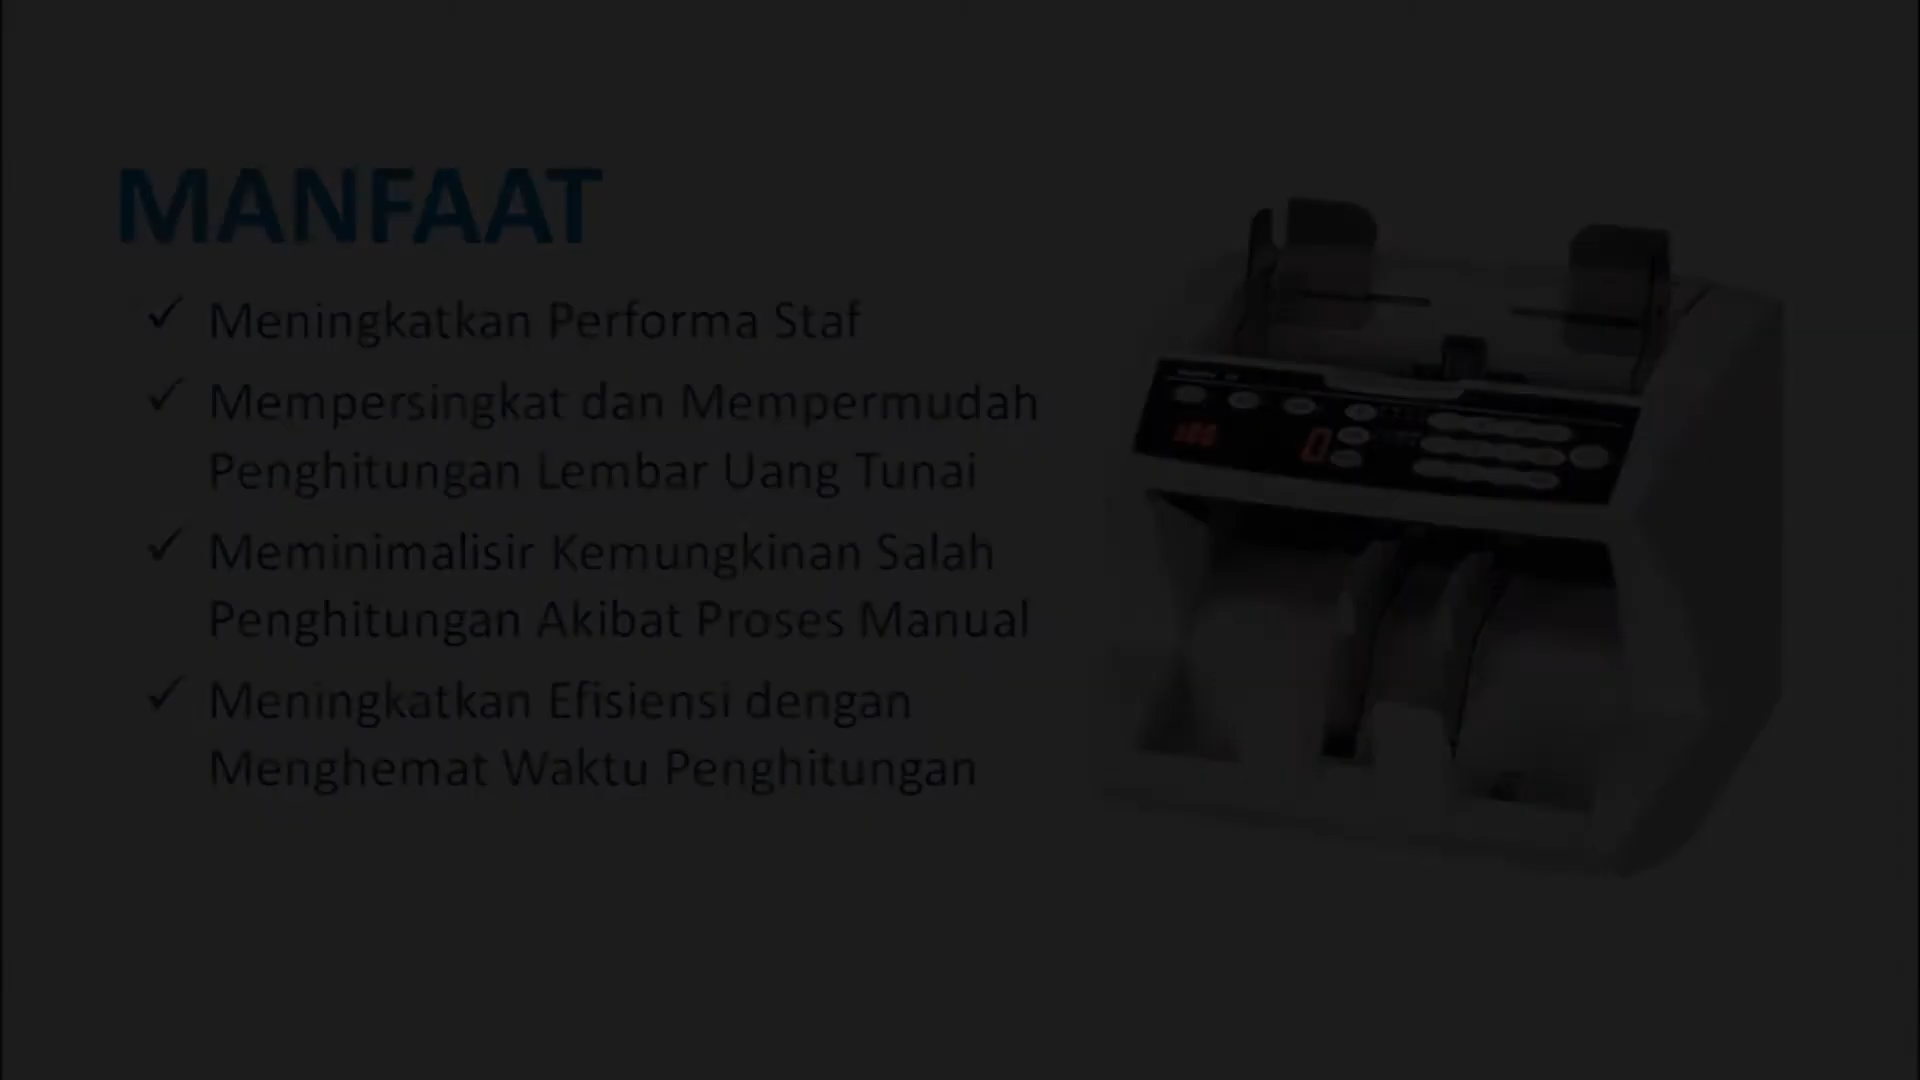 MANFAAT
✓ Meningkatkan Performa Staf
✓ Mempersingkat dan Mempermudah
Penghitungan Lembar Uang Tunai
✓ Meminimalisir Kemungkinan Salah
Penghitungan Akibat Proses Manual
✓ Meningkatkan Efisiensi dengan
Menghemat Waktu Penghitungan
0